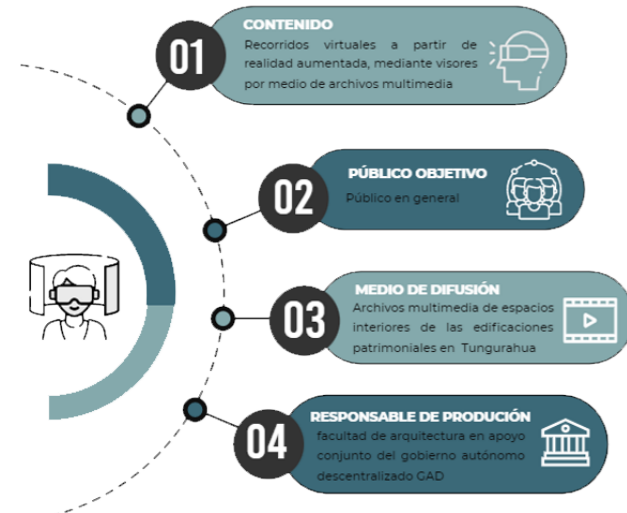 01
CONTENIDO
Recorridos virtuales a partir de
realidad aumentada, mediante visores
por medio de archivos multimedia
02
PÚBLICO OBJETIVO
Público en general
03
MEDIO DE DIFUSIÓN
Archivos multimedia de espacios
interiores de las edificaciones
patrimoniales en Tungurahua
04
RESPONSABLE DE PRODUCIÓN
facultad de arquitectura en apoyo
conjunto del gobierno autónomo
descentralizado GAD